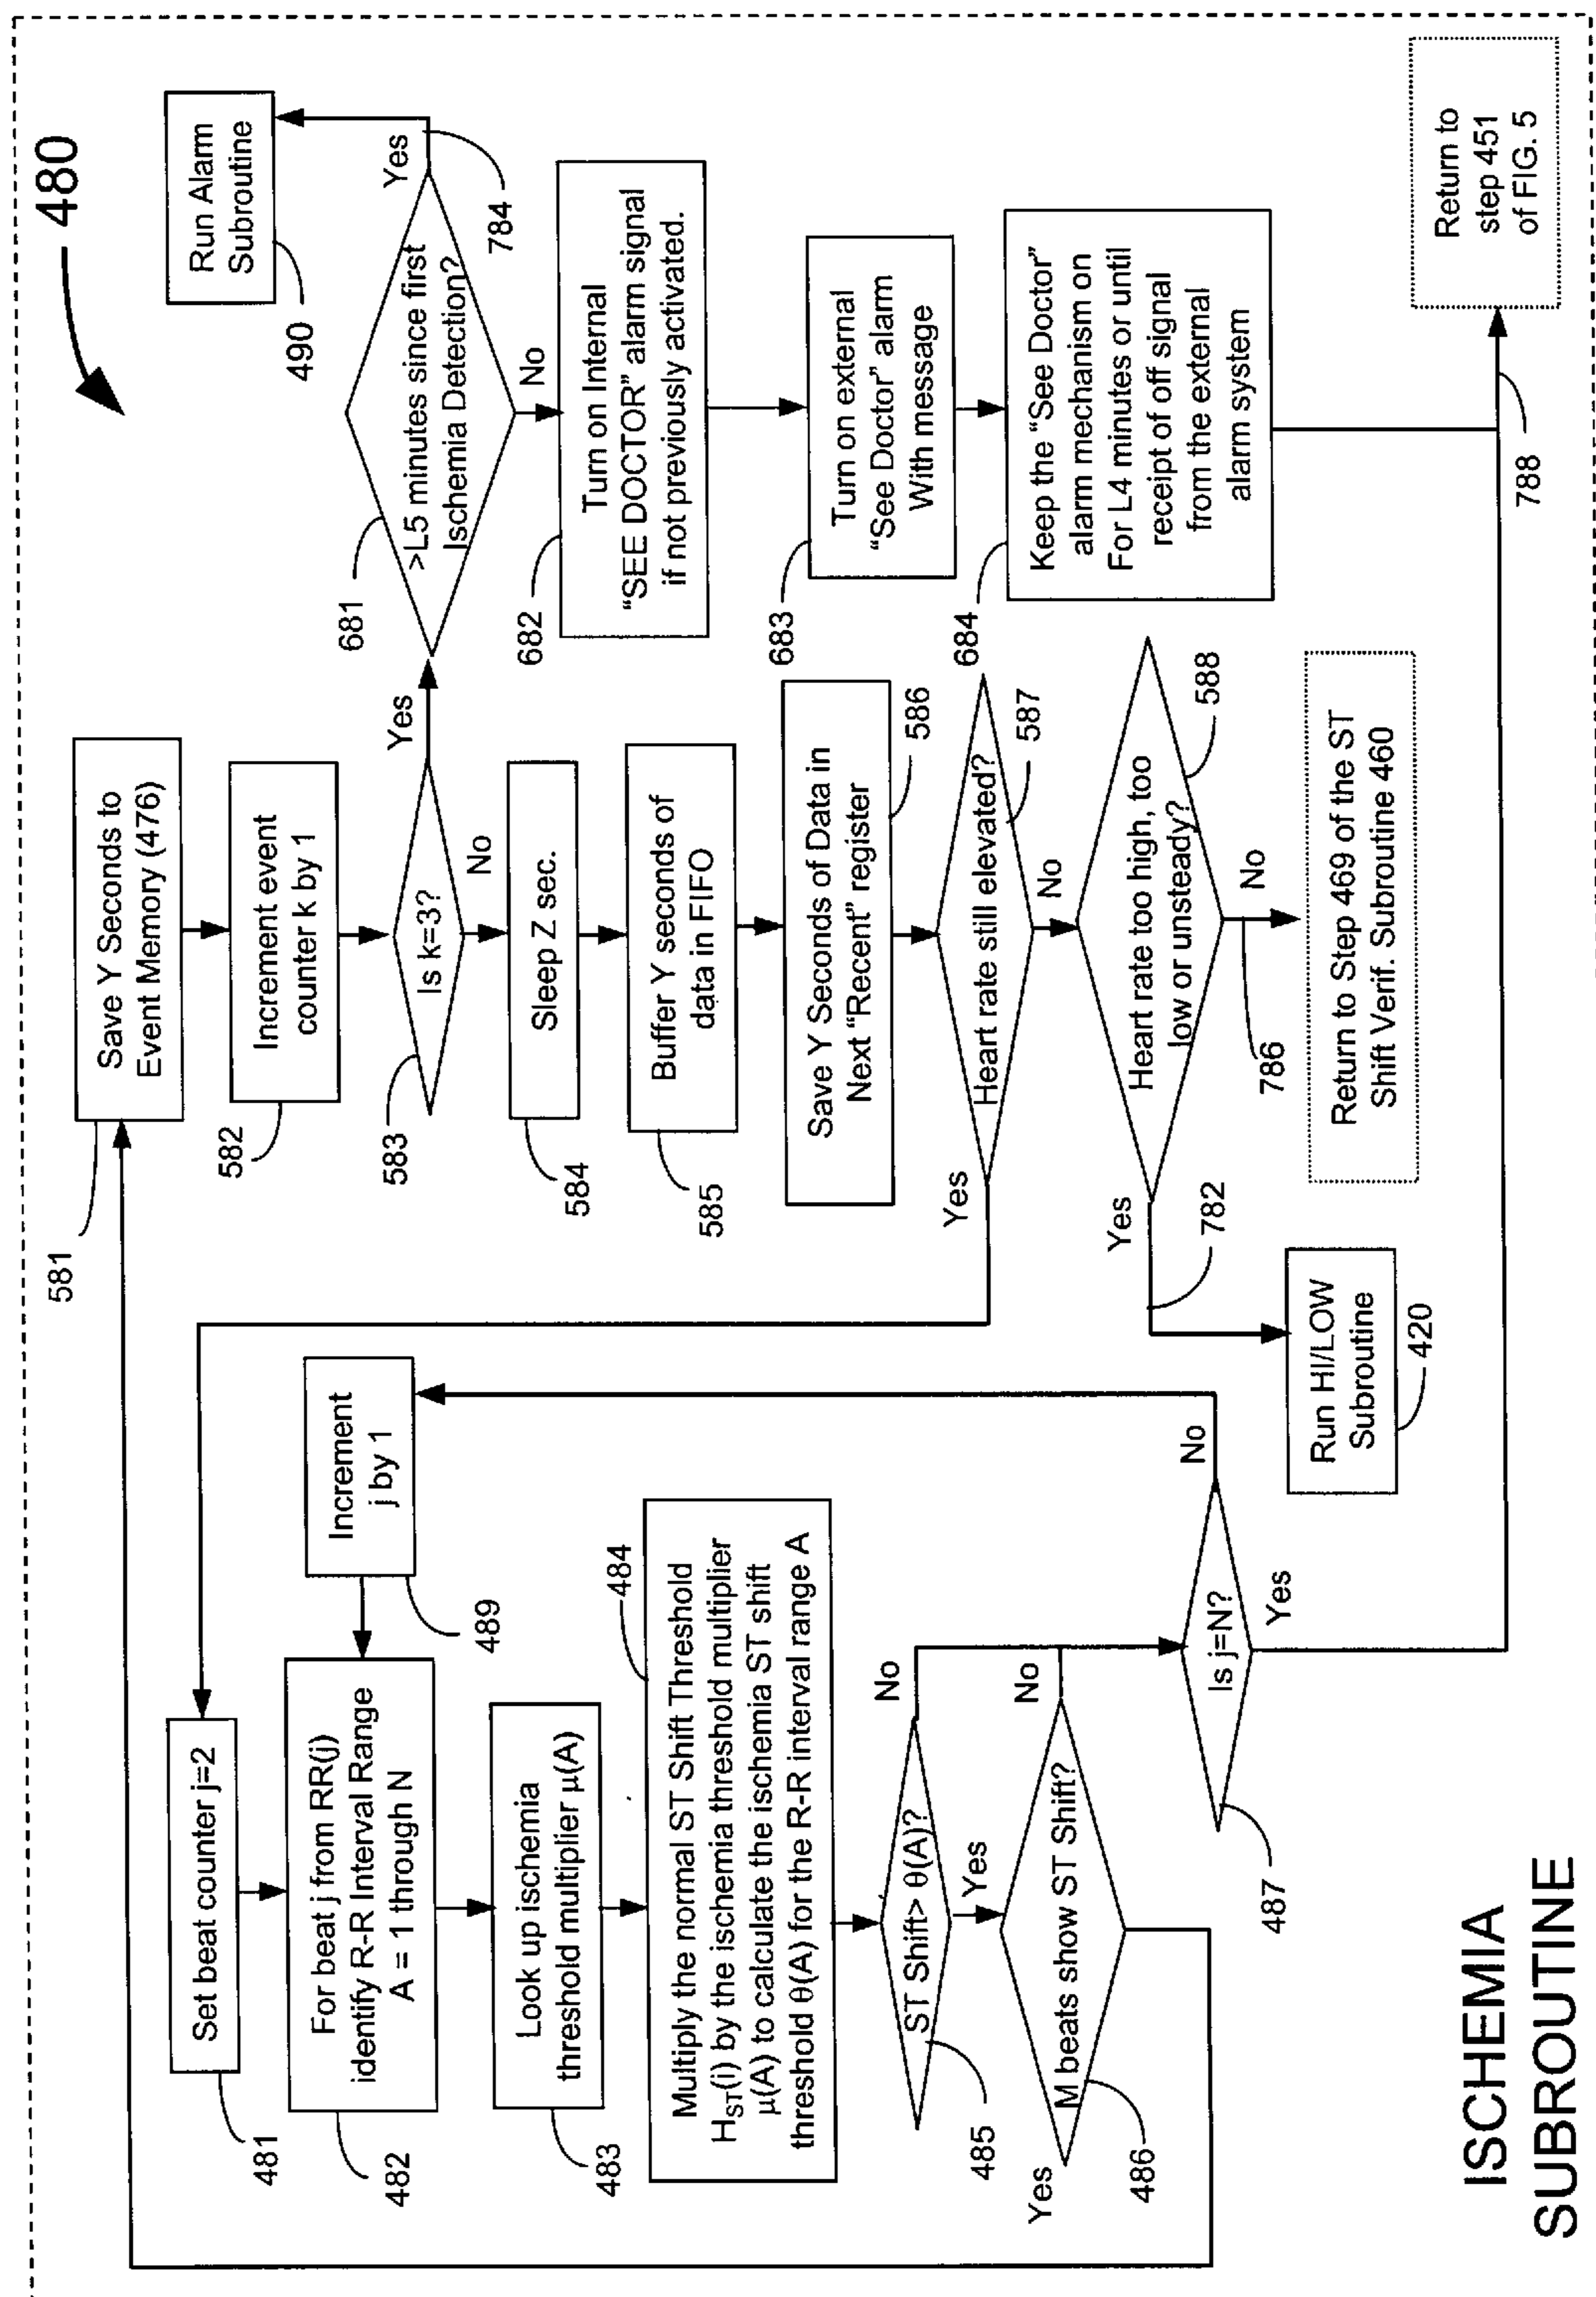 480
Set beat counter j=2
481
For beat j from RR(j)
identify R-R Interval Range
A = 1 through N
482
Increment
j by 1
489
Look up ischemia
threshold multiplier μ(A)
483
Multiply the normal ST Shift Threshold
HST(i) by the ischemia threshold multiplier
μ(A) to calculate the ischemia ST shift
threshold θ(A) for the R-R interval range A
484
ST Shift> θ(A)?
No
Yes
485
M beats show ST Shift?
No
Yes
486
Is j=N?
No
Yes
487
581
Save Y Seconds to
Event Memory (476)
582
Increment event
counter k by 1
583
Is k=3?
Yes
No
584
Sleep Z sec.
585
Buffer Y seconds of
data in FIFO
Save Y Seconds of Data in
Next “Recent” register
586
Heart rate still elevated?
587
Yes
No
Heart rate too high, too
low or unsteady?
588
Yes
782
No
786
Run HI/LOW
Subroutine
420
Return to Step 469 of the ST
Shift Verif. Subroutine 460
681
>L5 minutes since first
Ischemia Detection?
Yes
784
No
Run Alarm
Subroutine
490
682
Turn on Internal
“SEE DOCTOR” alarm signal
if not previously activated.
683
Turn on external
“See Doctor” alarm
With message
684
Keep the “See Doctor”
alarm mechanism on
For L4 minutes or until
receipt of off signal
from the external
alarm system
788
Return to
step 451
of FIG. 5
ISCHEMIA
SUBROUTINE